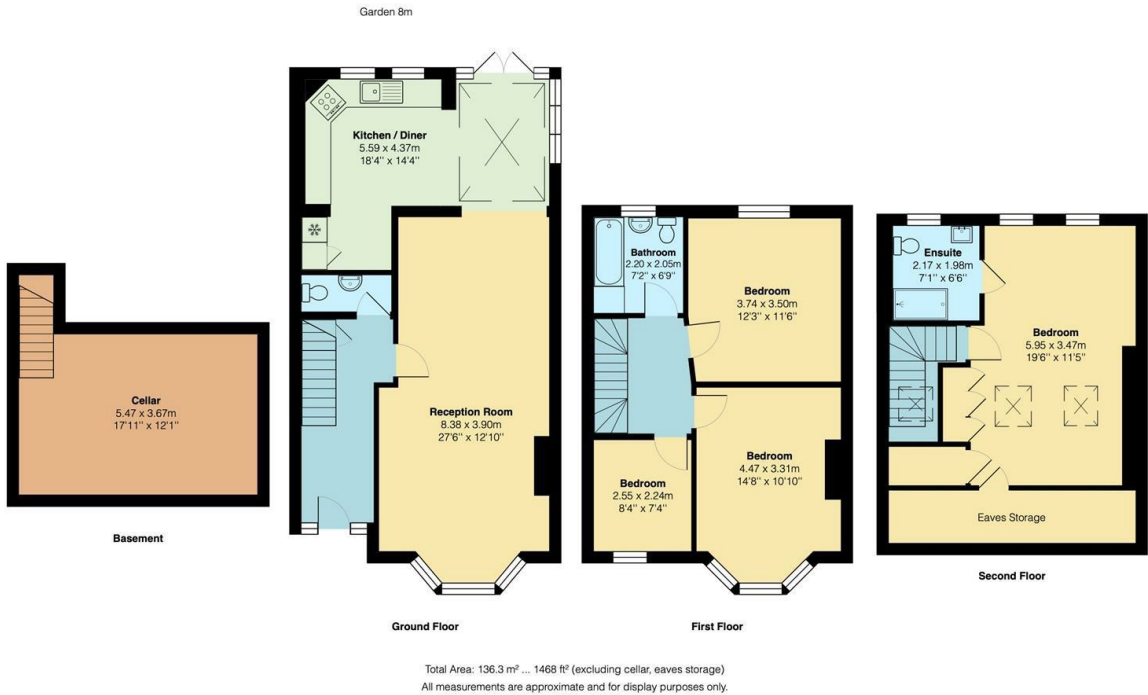 Garden 8m
Kitchen / Diner
5.59 x 4.37m
18'4" x 14'4"
Reception Room
8.38 x 3.90m
27'6" x 12'10"
Ground Floor
Cellar
5.47 x 3.67m
17'11" x 12'1"
Basement
Bathroom
2.20 x 2.05m
7'2" x 6'9"
Bedroom
3.74 x 3.50m
12'3" x 11'6"
Bedroom
4.47 x 3.31m
14'8" x 10'10"
Bedroom
2.55 x 2.24m
8'4" x 7'4"
First Floor
Ensuite
2.17 x 1.98m
7'1" x 6'6"
Bedroom
5.95 x 3.47m
19'6" x 11'5"
Eaves Storage
Second Floor
Total Area: 136.3 m² ... 1468 ft² (excluding cellar, eaves storage)
All measurements are approximate and for display purposes only.